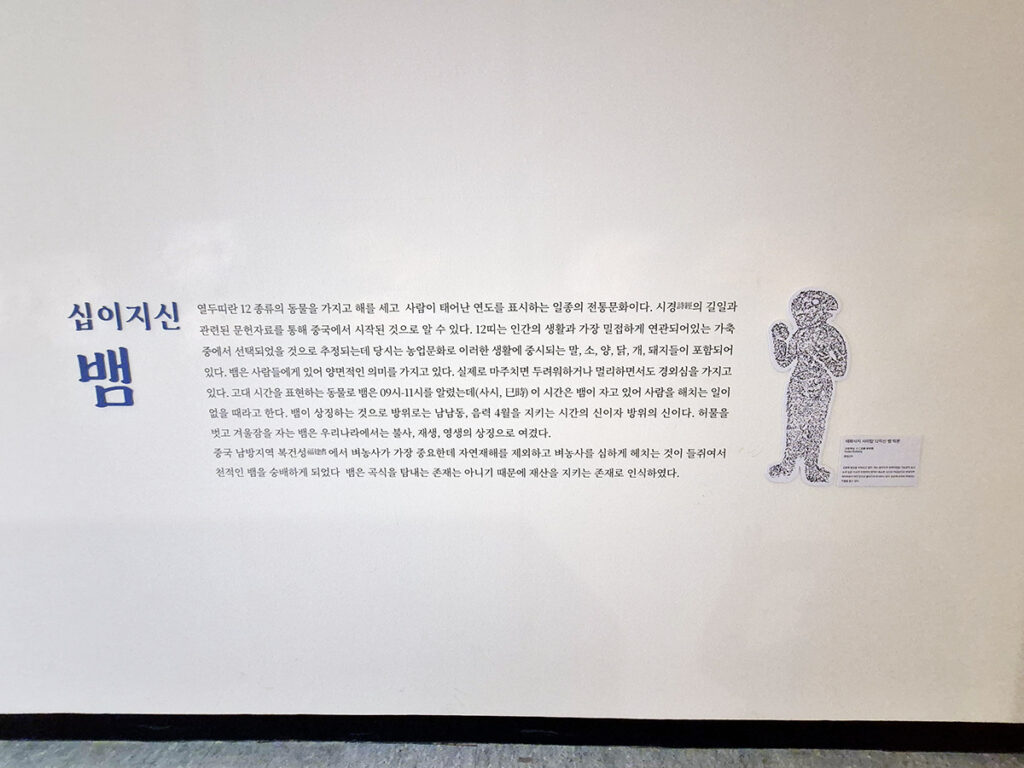 십이지신
뱀
열두띠란 12 종류의 동물을 가지고 해를 세고 사람이 태어난 연도를 표시하는 일종의 전통문화이다. 시경詩經의 길일과
관련된 문헌자료를 통해 중국에서 시작된 것으로 알 수 있다. 12띠는 인간의 생활과 가장 밀접하게 연관되어있는 가축
중에서 선택되었을 것으로 추정되는데 당시는 농업문화로 이러한 생활에 중시되는 말, 소, 양, 닭, 개, 돼지들이 포함되어
있다. 뱀은 사람들에게 있어 양면적인 의미를 가지고 있다. 실제로 마주치면 두려워하거나 멀리하면서도 경외심을 가지고
있다. 고대 시간을 표현하는 동물로 뱀은 09시-11시를 알렸는데(사시, 巳時) 이 시간은 뱀이 자고 있어 사람을 해치는 일이
없을 때라고 한다. 뱀이 상징하는 것으로 방위로는 남남동, 음력 4월을 지키는 시간의 신이자 방위의 신이다. 허물을
벗고 겨울잠을 자는 뱀은 우리나라에서는 불사, 재생, 영생의 상징으로 여겼다.
중국 남방지역 복건성福建省에서 벼농사가 가장 중요한데 자연재해를 제외하고 벼농사를 심하게 헤치는 것이 들쥐여서
천적인 뱀을 숭배하게 되었다 뱀은 곡식을 탐내는 존재는 아니기 때문에 재산을 지키는 존재로 인식하였다.